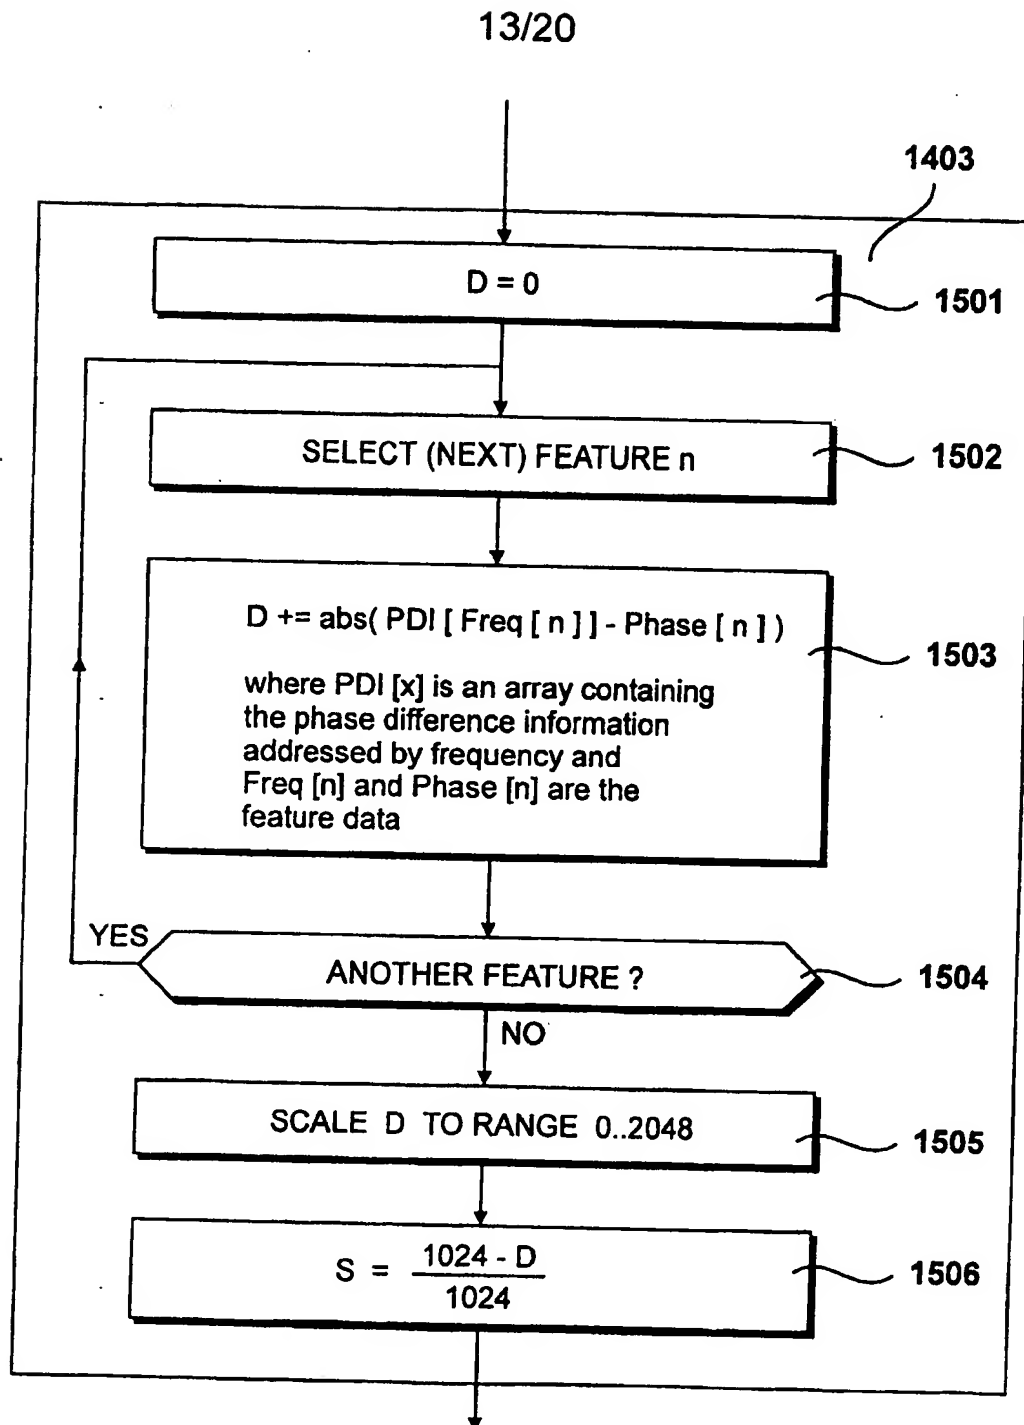 13/20
1403
D = 0
1501
SELECT (NEXT) FEATURE n
1502
D += abs( PDI [ Freq [ n ] ] - Phase [ n ] )
1503
where PDI [x] is an array containing
the phase difference information
addressed by frequency and
Freq [n] and Phase [n] are the
feature data
YES
ANOTHER FEATURE ?
1504
NO
SCALE D TO RANGE 0..2048
1505
S = 1024 - D
1024
1506